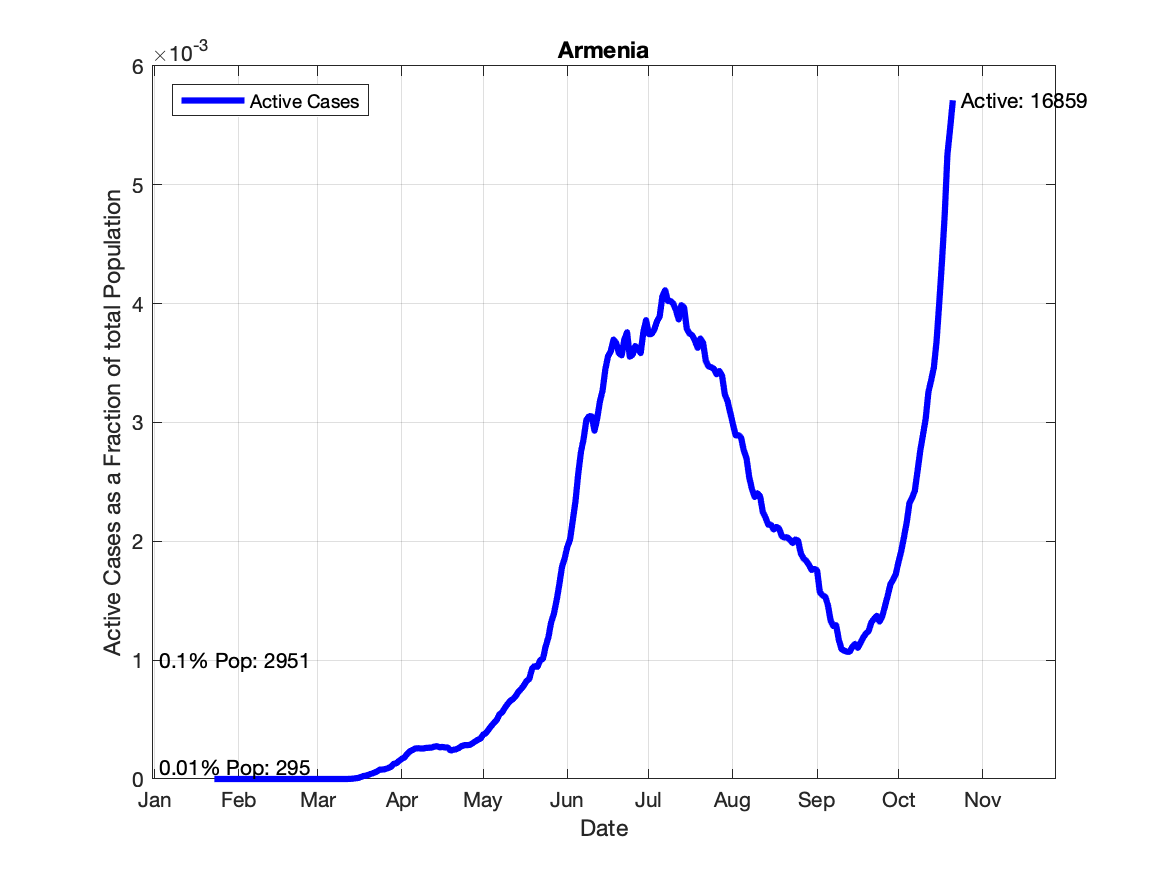 Armenia
×10-3
Active Cases
Active: 16859
6
5
4
3
2
1
0
Active Cases as a Fraction of total Population
0.1% Pop: 2951
0.01% Pop: 295
Jan Feb Mar Apr May Jun Jul Aug Sep Oct Nov
Date